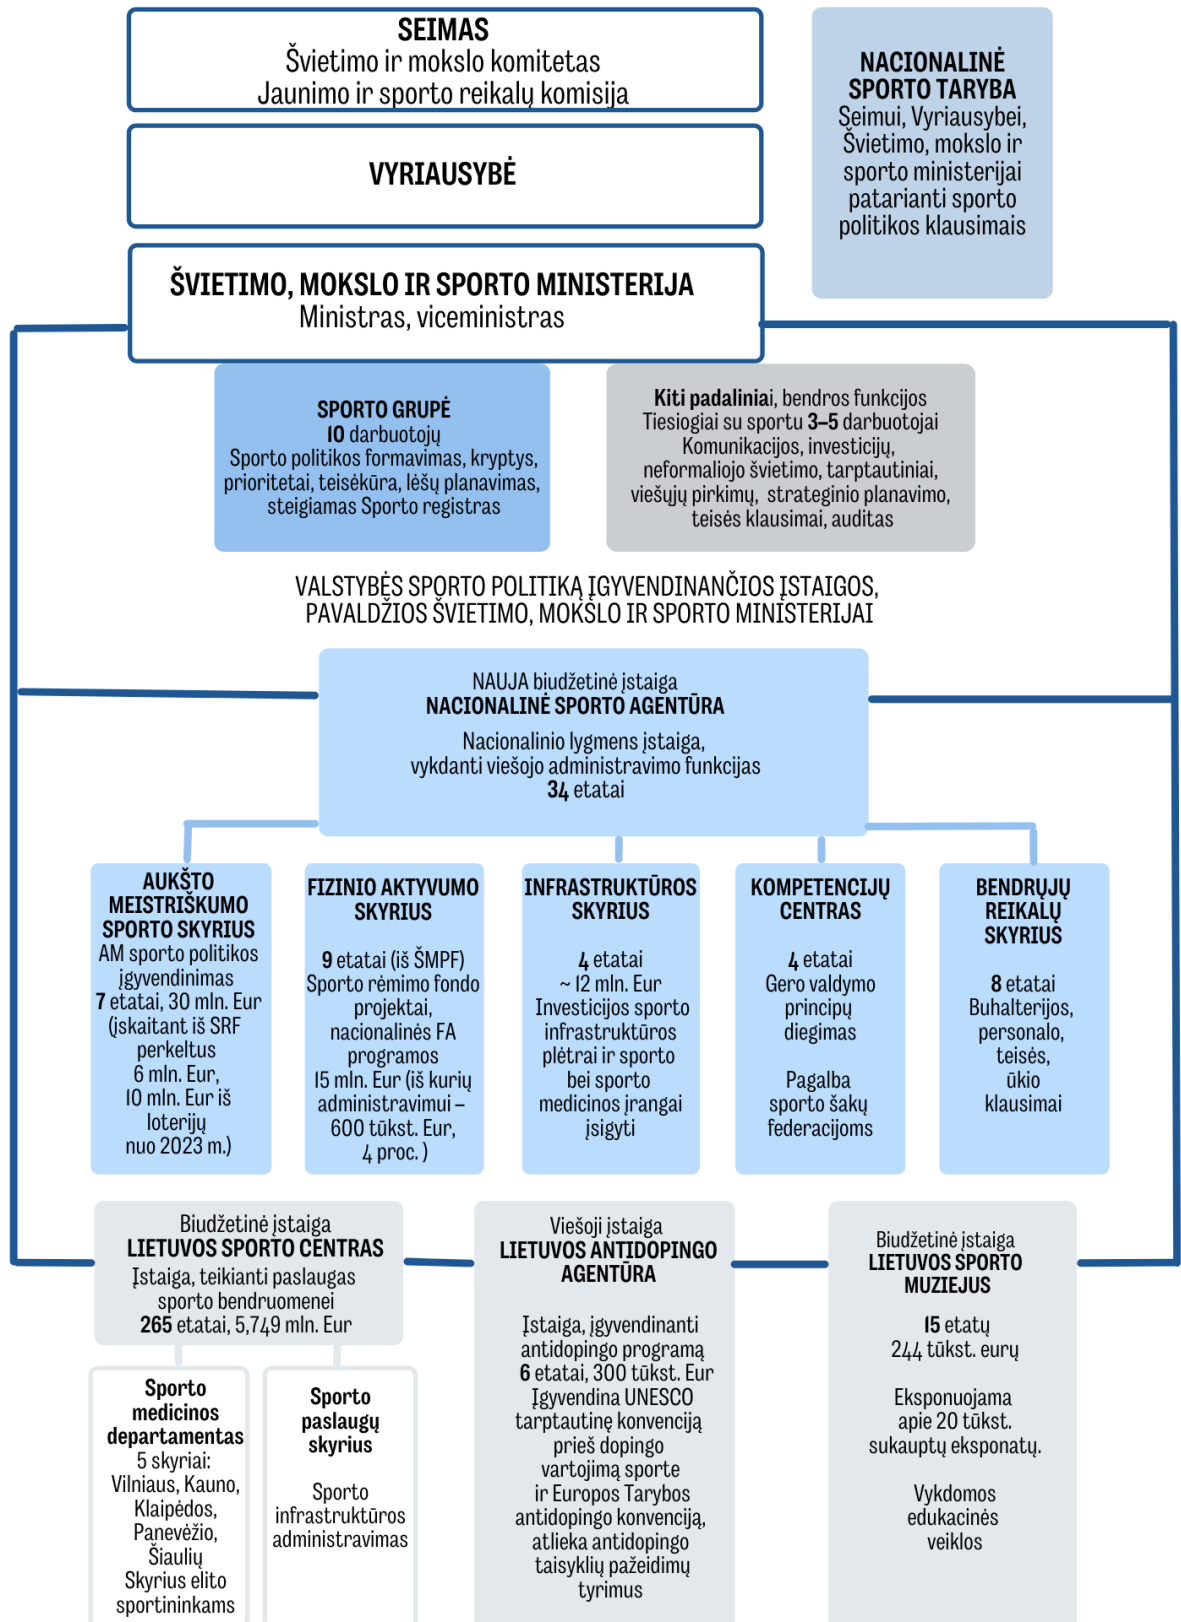 SEIMAS
Švietimo ir mokslo komitetas
Jaunimo ir sporto reikalų komisija
NACIONALINĖ
SPORTO TARYBA
Seimui, Vyriausybei,
Švietimo, mokslo ir
sporto ministerijai
patarianti sporto
politikos klausimais
VYRIAUSYBĖ
ŠVIETIMO, MOKSLO IR SPORTO MINISTERIJA
Ministras, viceministras
SPORTO GRUPĖ
10 darbuotojų
Sporto politikos formavimas, kryptys,
prioritetai, teisėkūra, lėšų planavimas,
steigiamas Sporto registras
Kiti padaliniai, bendros funkcijos
Tiesiogiai su sportu 3–5 darbuotojai
Komunikacijos, investicijų,
neformaliojo švietimo, tarptautiniai,
viešųjų pirkimų, strateginio planavimo,
teisės klausimai, auditas
VALSTYBĖS SPORTO POLITIKĄ ĮGYVENDINANČIOS ĮSTAIGOS,
PAVALDŽIOS ŠVIETIMO, MOKSLO IR SPORTO MINISTERIJAI
NAUJA biudžetinė įstaiga
NACIONALINĖ SPORTO AGENTŪRA
Nacionalinio lygmens įstaiga,
vykdanti viešojo administravimo funkcijas
34 etatai
AUKŠTO
MEISTRIŠKUMO
SPORTO SKYRIUS
AM sporto politikos
įgyvendinimas
7 etatai, 30 mln. Eur
(įskaitant iš SRF
perkeltus
6 mln. Eur,
10 mln. Eur iš
loterijų
nuo 2023 m.)
FIZINIO AKTYVUMO
SKYRIUS
9 etatai (iš ŠMPF)
Sporto rėmimo fondo
projektai,
nacionalinės FA
programos
15 mln. Eur (iš kurių
administravimui –
600 tūkst. Eur,
4 proc. )
INFRASTRUKTŪROS
SKYRIUS
4 etatai
~ 12 mln. Eur
Investicijos sporto
infrastruktūros
plėtrai ir sporto
bei sporto
medicinos įrangai
įsigyti
KOMPETENCIJŲ
CENTRAS
4 etatai
Gero valdymo
principų
diegimas
Pagalba
sporto šakų
federacijoms
BENDRŲJŲ
REIKALŲ
SKYRIUS
8 etatai
Buhalterijos,
personalo,
teisės,
ūkio
klausimai
Biudžetinė įstaiga
LIETUVOS SPORTO CENTRAS
Įstaiga, teikianti paslaugas
sporto bendruomenei
265 etatai, 5,749 mln. Eur
Sporto
medicinos
departamentas
5 skyriai:
Vilniaus, Kauno,
Klaipėdos,
Panevėžio,
Šiaulių
Skyrius elito
sportininkams
Sporto
paslaugų
skyrius
Sporto
infrastruktūros
administravimas
Viešoji įstaiga
LIETUVOS ANTIDOPINGO
AGENTŪRA
Įstaiga, įgyvendinanti
antidopingo programą
6 etatai, 300 tūkst. Eur
Įgyvendina UNESCO
tarptautinę konvenciją
prieš dopingo
vartojimą sporte
ir Europos Tarybos
antidopingo konvenciją,
atlieka antidopingo
taisyklių pažeidimų
tyrimus
Biudžetinė įstaiga
LIETUVOS SPORTO
MUZIEJUS
15 etatų
244 tūkst. eurų
Eksponuojama
apie 20 tūkst.
sukauptų eksponatų.
Vykdomos
edukacinės
veiklos